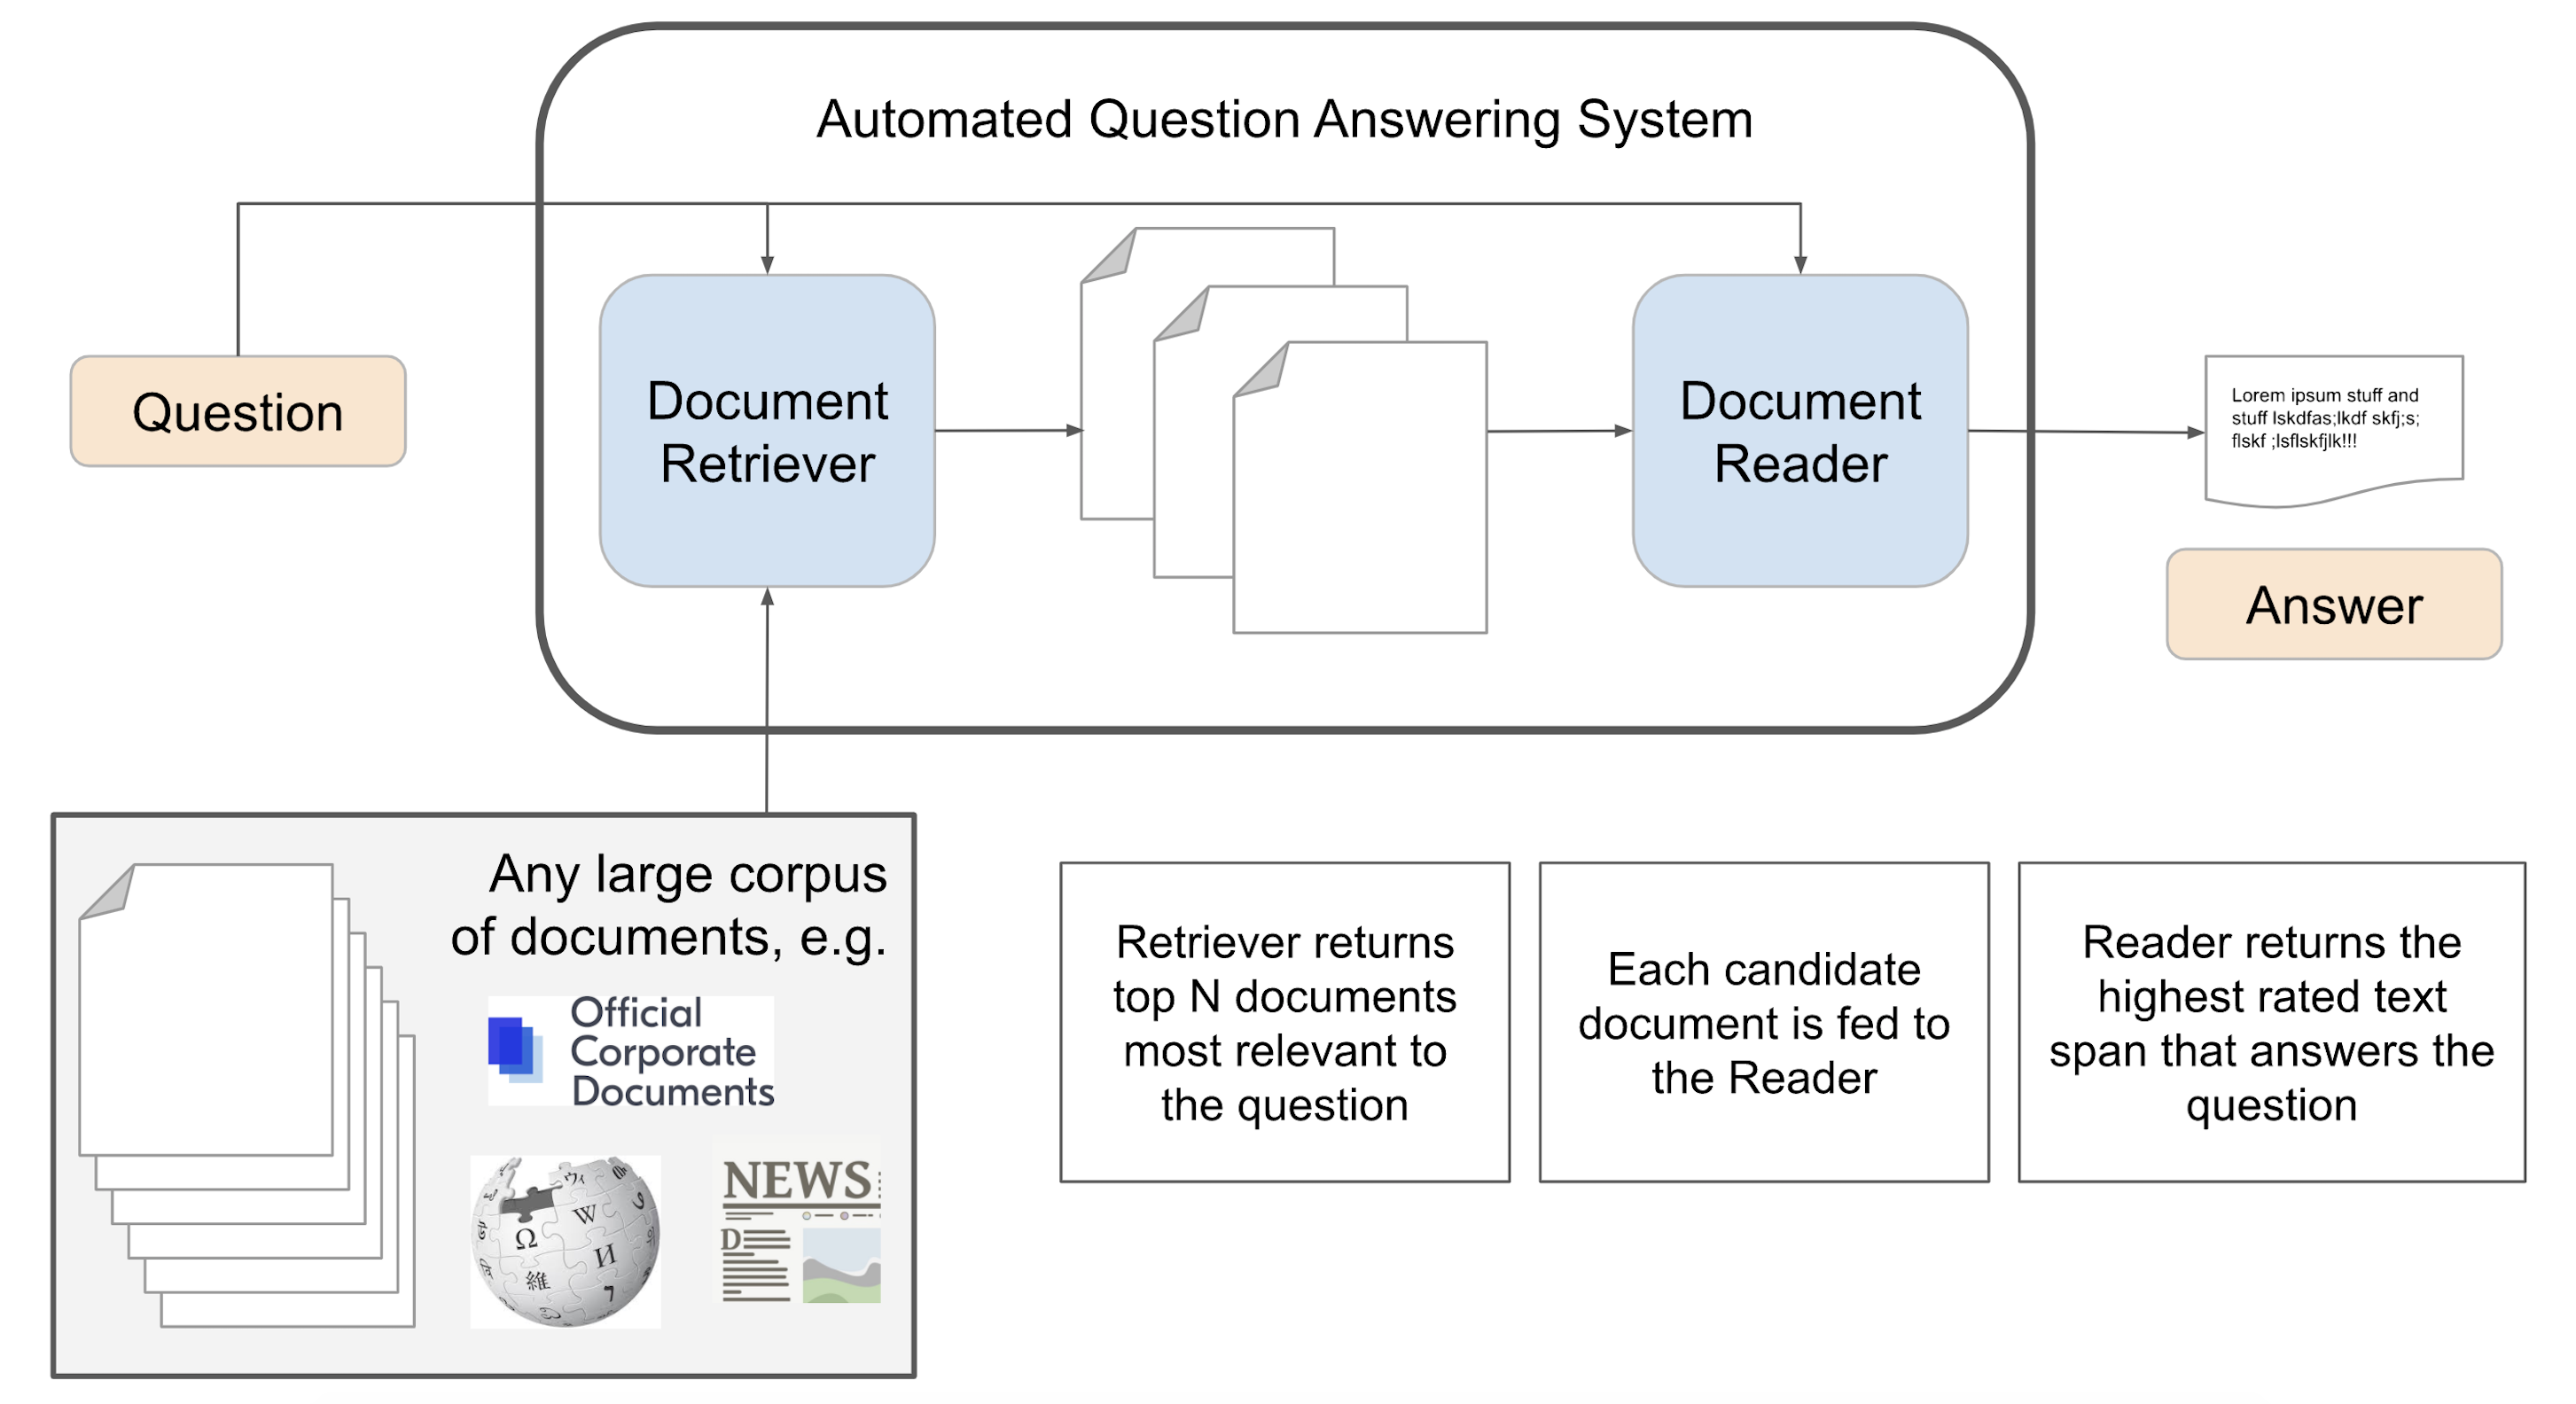 Automated Question Answering System
Question
Document
Retriever
Document
Reader
Lorem ipsum stuff and
stuff lskdfas;lkdf skfj;s;
flskf ;lsflskfjlk!!!
Answer
Any large corpus
of documents, e.g.
Official
Corporate
Documents
Ω
W
И
維
ウィ
7
NEWS
D
Retriever returns
top N documents
most relevant to
the question
Each candidate
document is fed to
the Reader
Reader returns the
highest rated text
span that answers the
question